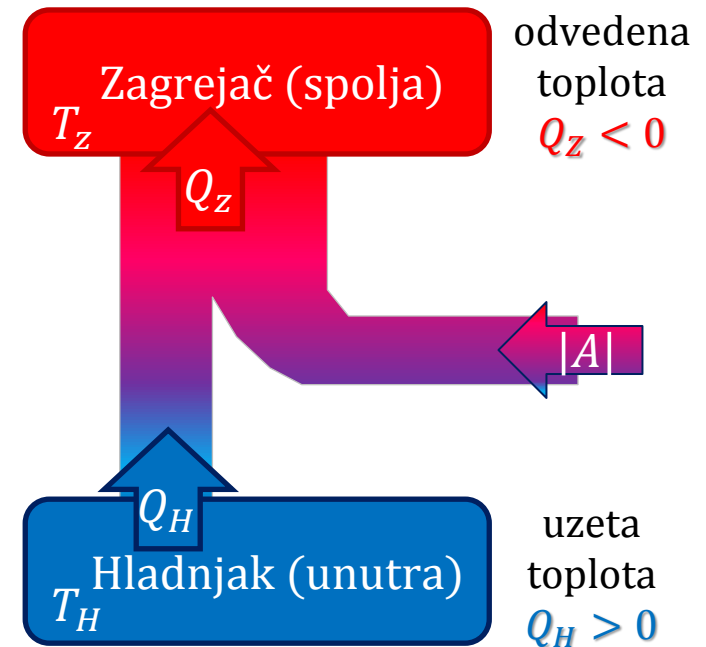 Zagrejač (spolja)
T_z
Q_z
odvedena
toplota
Q_Z < 0
|A|
Q_H
Hladnjak (unutra)
T_H
uzeta
toplota
Q_H > 0